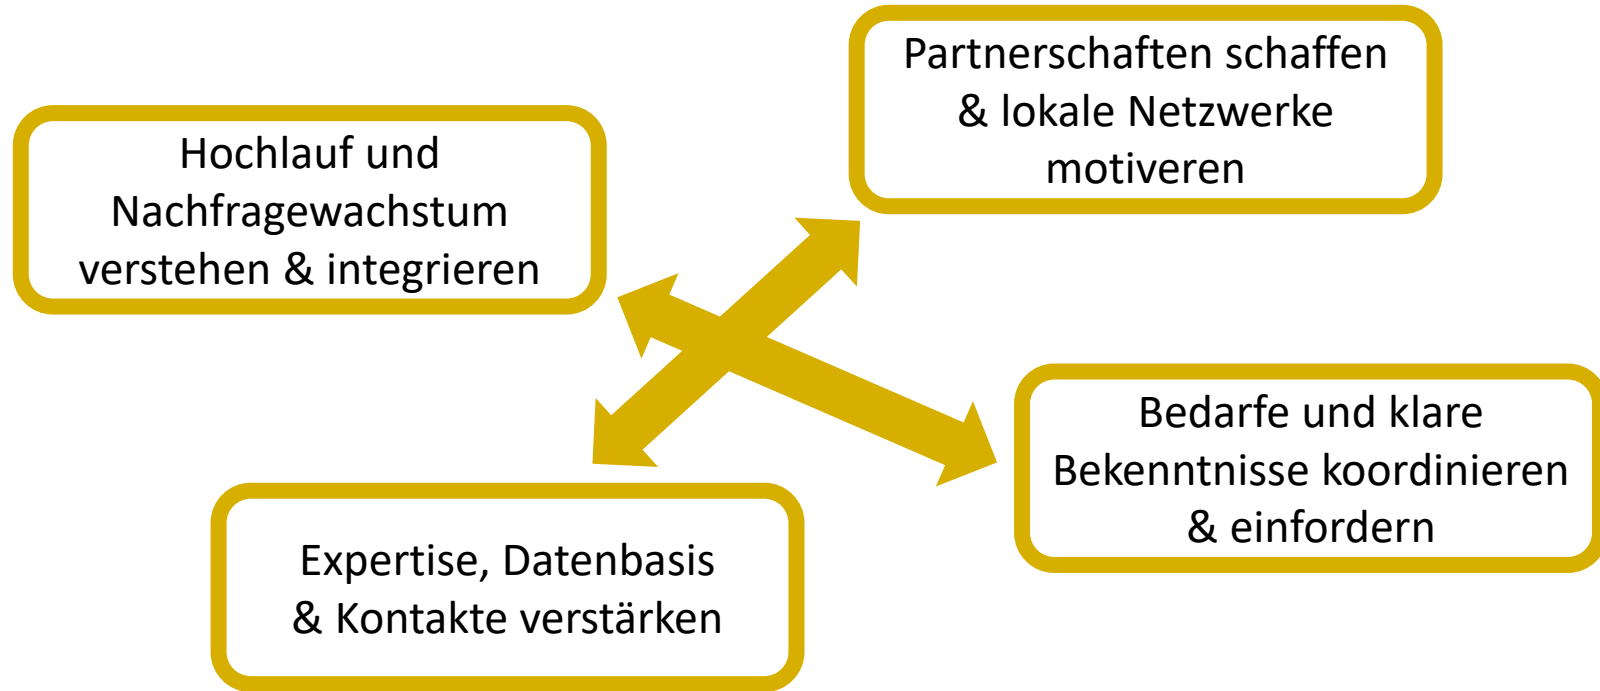 Partnerschaften schaffen
& lokale Netzwerke
motiveren
Hochlauf und
Nachfragewachstum
verstehen & integrieren
Bedarfe und klare
Bekenntnisse koordinieren
& einfordern
Expertise, Datenbasis
& Kontakte verstärken